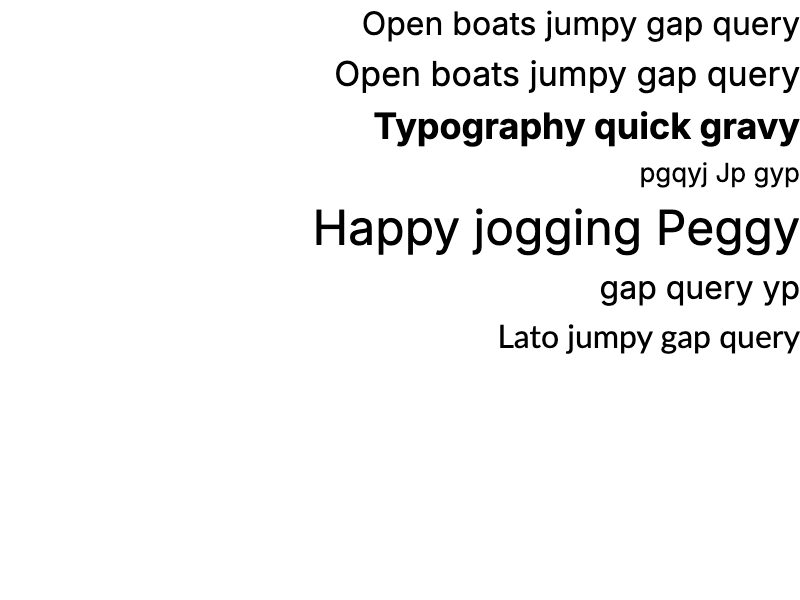 Open boats jumpy gap query
Open boats jumpy gap query
Typography quick gravy
pgqyj Jp gyp
Happy jogging Peggy
gap query yp
Lato jumpy gap query